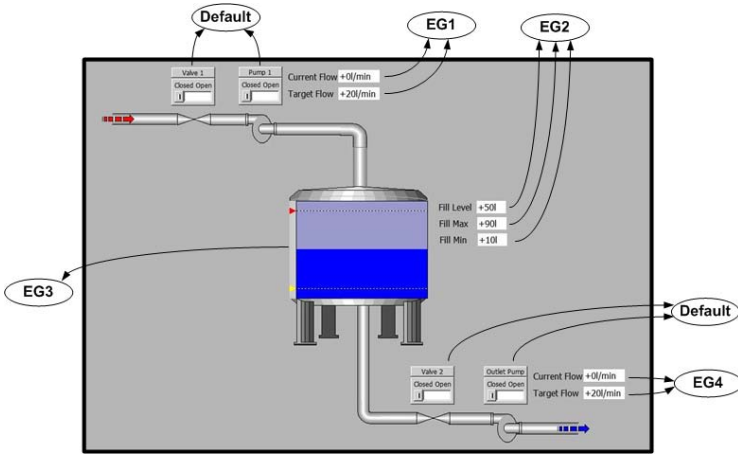 Default
EG1
EG2
Valve 1
Closed Open
Pump 1
Closed Open
Current Flow +0l/min
Target Flow +20l/min
Fill Level +50l
Fill Max +90l
Fill Min +10l
EG3
Default
Valve 2
Closed Open
Outlet Pump
Closed Open
Current Flow +0l/min
Target Flow +20l/min
EG4